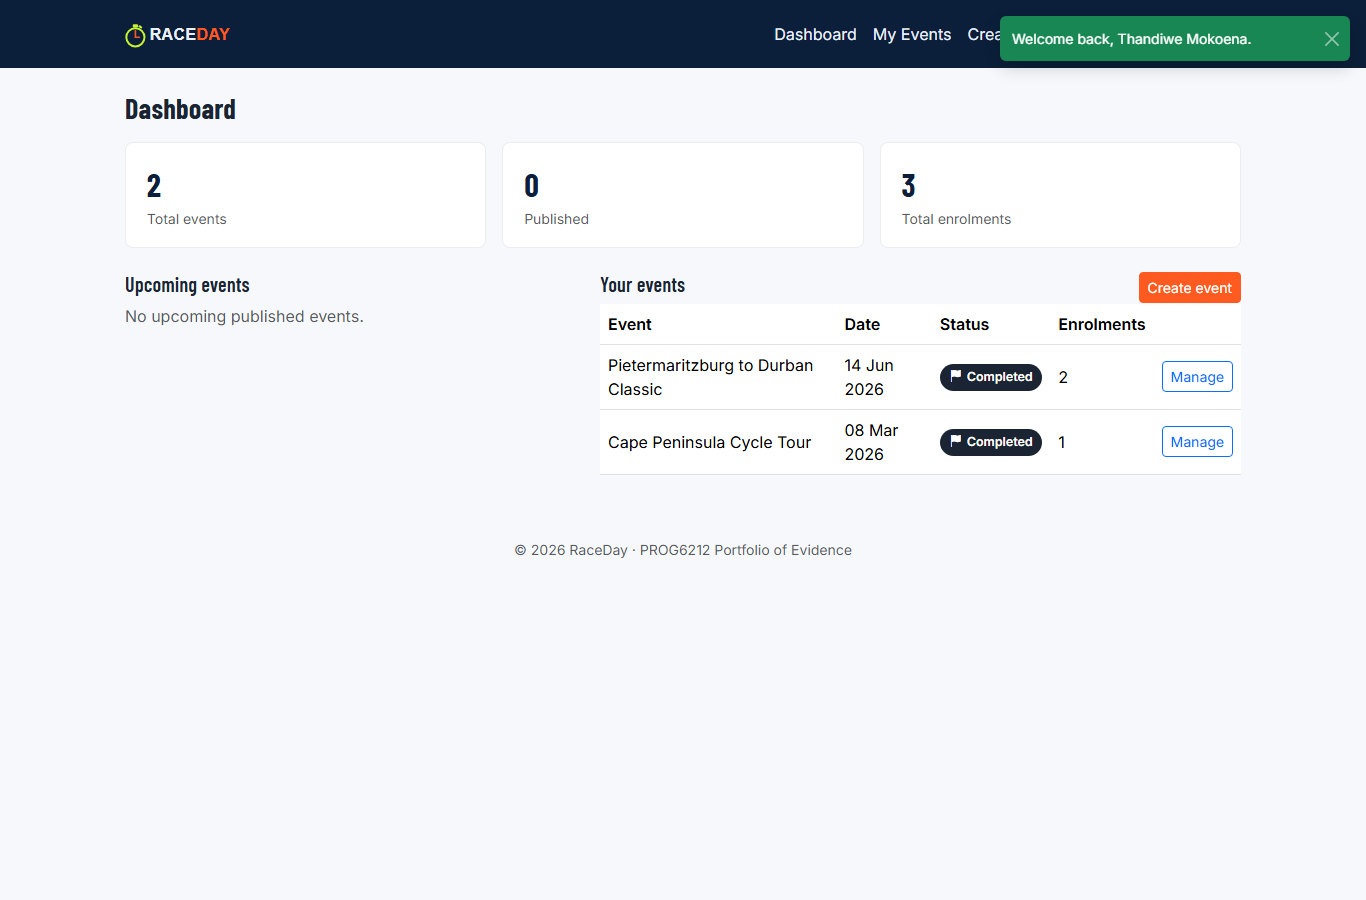 RACEDAY
Dashboard My Events Crea
Welcome back, Thandiwe Mokoena.
Dashboard
2
Total events
0
Published
3
Total enrolments
Upcoming events
No upcoming published events.
Your events
Create event
Event Date Status Enrolments
Pietermaritzburg to Durban Classic
14 Jun 2026
Completed
2
Manage
Cape Peninsula Cycle Tour
08 Mar 2026
Completed
1
Manage
© 2026 RaceDay · PROG6212 Portfolio of Evidence